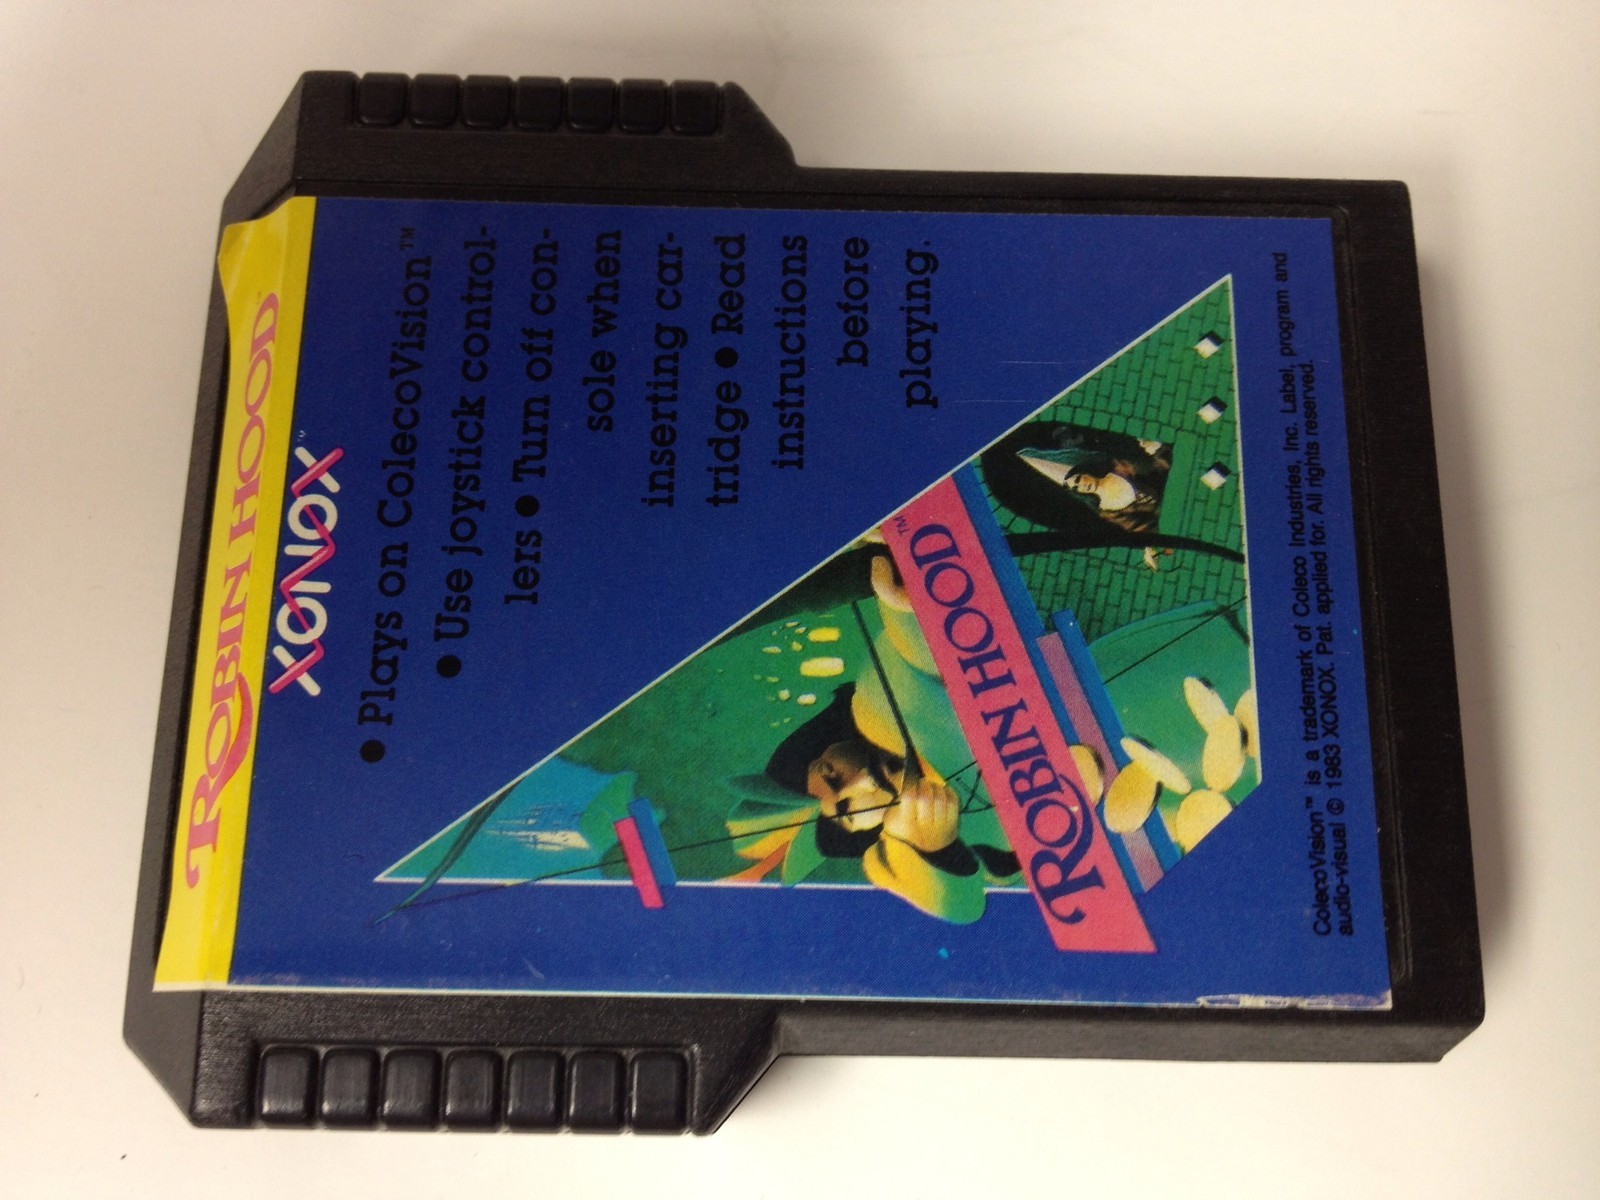 ROBIN HOOD™
XONOX™
● Plays on ColecoVision™
● Use joystick control-
lers ● Turn off con-
sole when
inserting car-
tridge ● Read
instructions
before
playing.
ROBIN HOOD™
ColecoVision™ is a trademark of Coleco Industries, Inc. Label, program and
audio-visual © 1983 XONOX. Pat. applied for. All rights reserved.